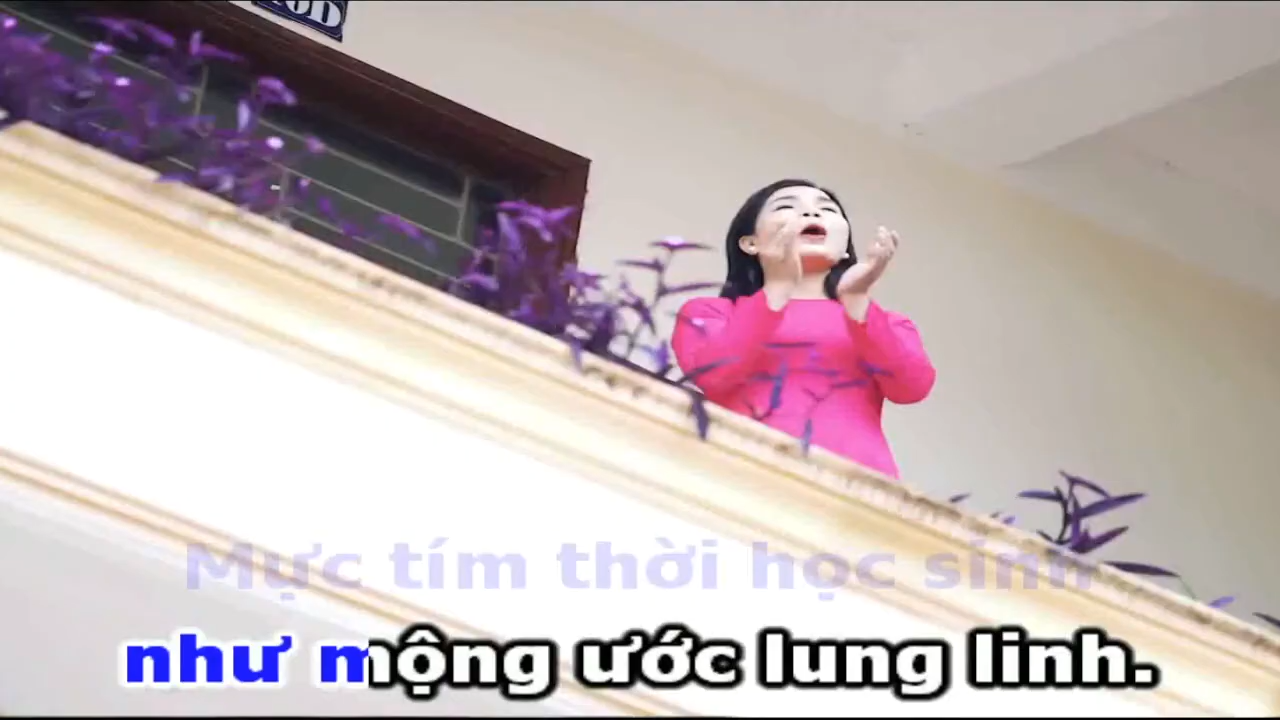 Mực tím thời học sinh
như mộng ước lung linh.